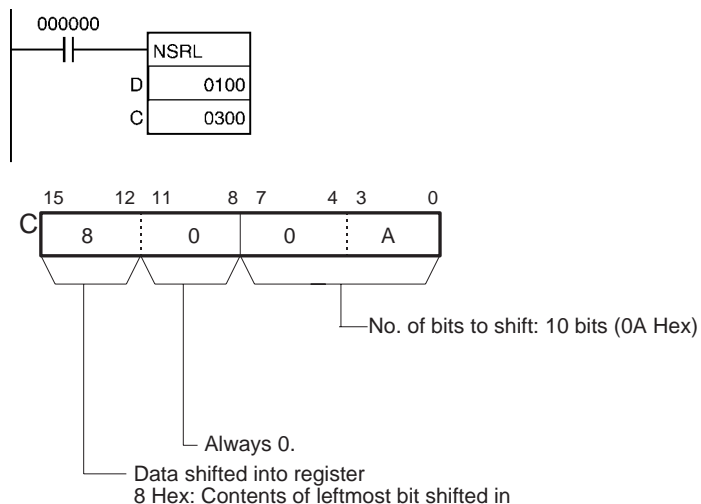 000000
NSRL
D 0100
C 0300
15 12 11 8 7 4 3 0
C 8 0 0 A
No. of bits to shift: 10 bits (0A Hex)
Always 0.
Data shifted into register
8 Hex: Contents of leftmost bit shifted in